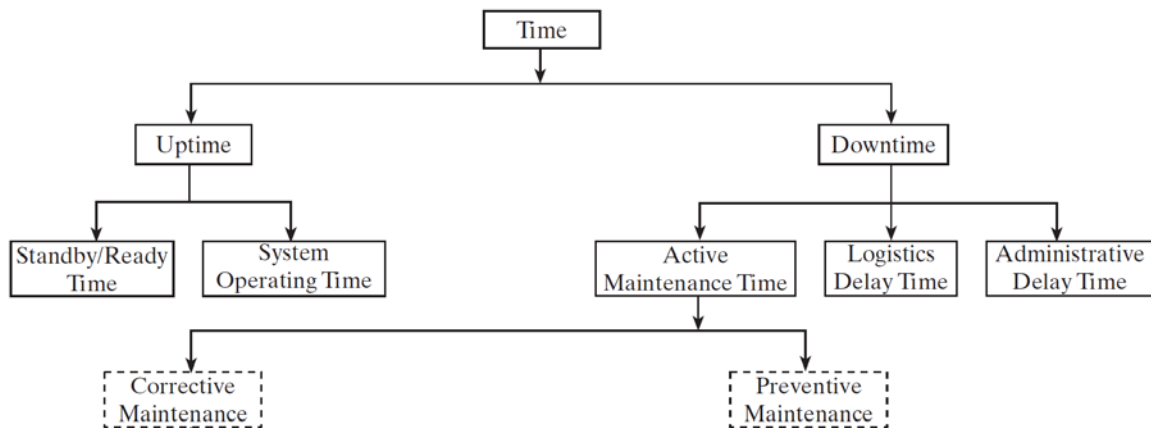 Time
Uptime
Downtime
Standby/Ready
Time
System
Operating Time
Active
Maintenance Time
Logistics
Delay Time
Administrative
Delay Time
Corrective
Maintenance
Preventive
Maintenance